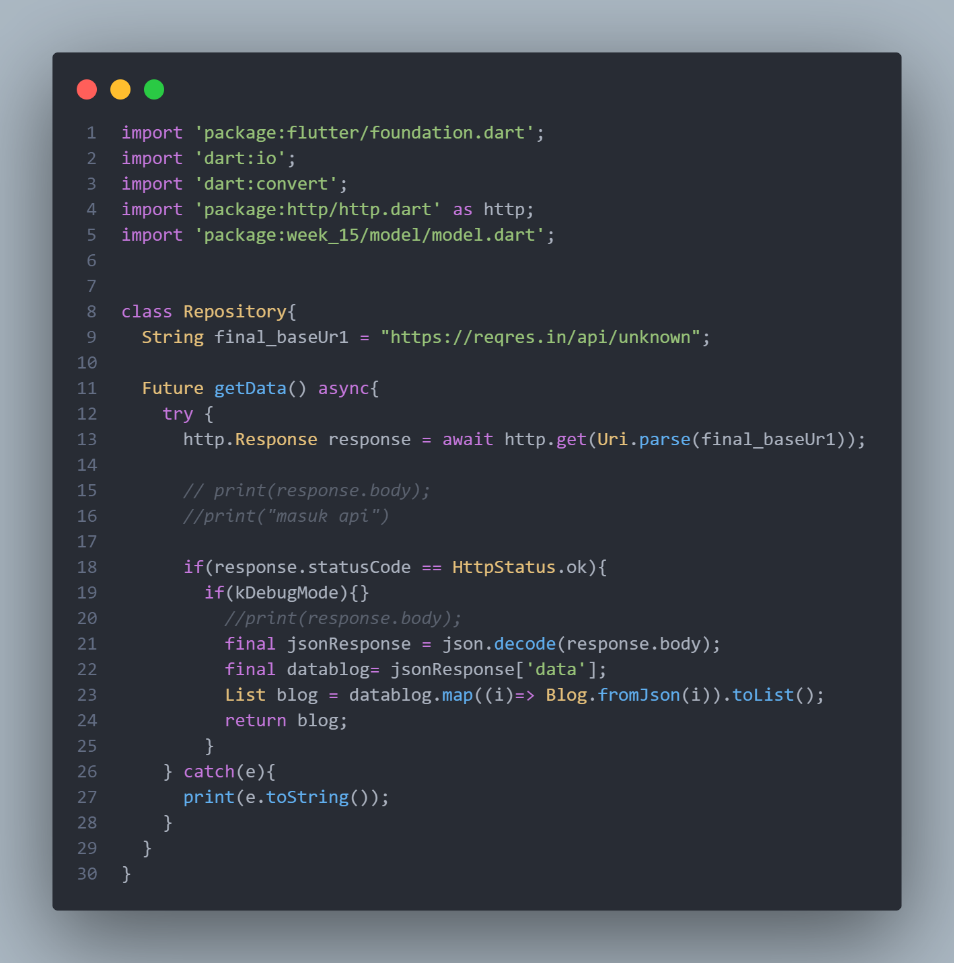 1 import 'package:flutter/foundation.dart';
2 import 'dart:io';
3 import 'dart:convert';
4 import 'package:http/http.dart' as http;
5 import 'package:week_15/model/model.dart';
6
7
8 class Repository{
9   String final_baseUr1 = "https://reqres.in/api/unknown";
10
11   Future getData() async{
12     try {
13       http.Response response = await http.get(Uri.parse(final_baseUr1));
14
15       // print(response.body);
16       //print("masuk api")
17
18       if(response.statusCode == HttpStatus.ok){
19         if(kDebugMode){}
20           //print(response.body);
21           final jsonResponse = json.decode(response.body);
22           final datablog= jsonResponse['data'];
23           List blog = datablog.map((i)=> Blog.fromJson(i)).toList();
24           return blog;
25         }
26     } catch(e){
27       print(e.toString());
28     }
29   }
30 }